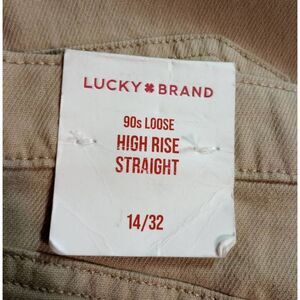 LUCKY BRAND
90s LOOSE
HIGH RISE
STRAIGHT
14/32